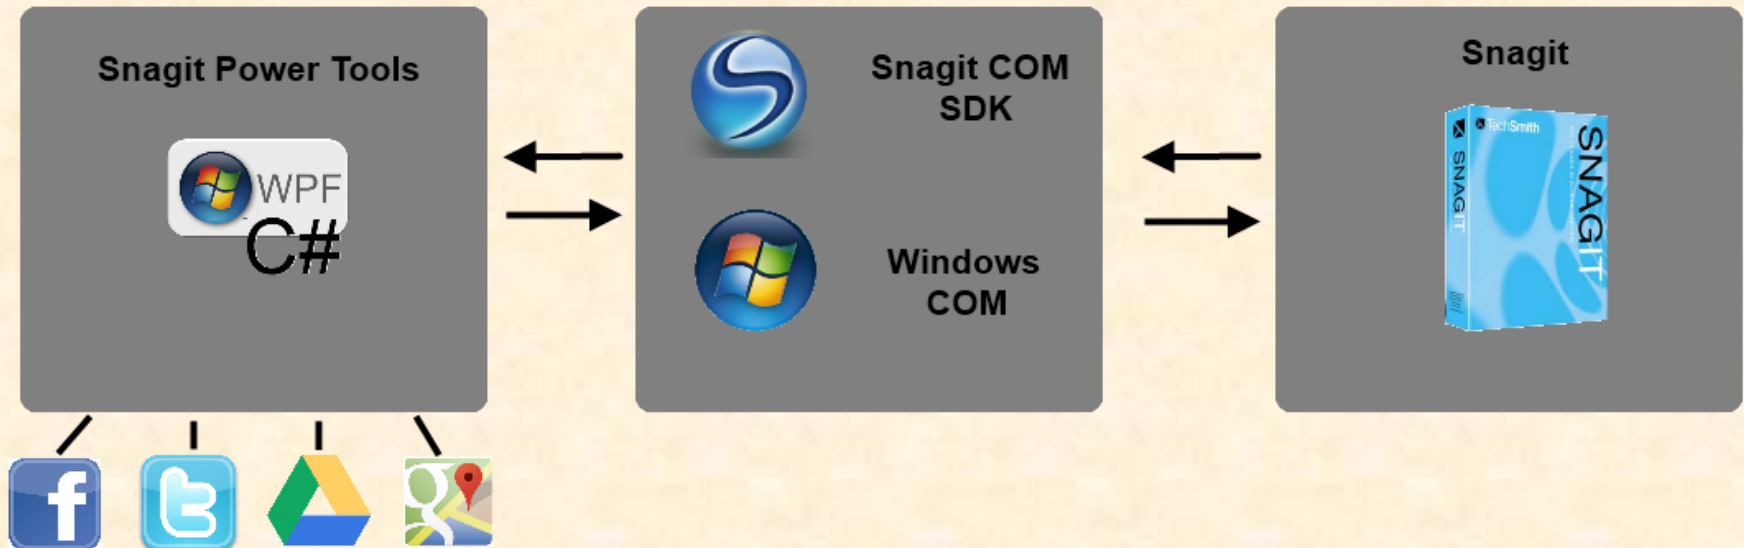 Snagit Power Tools
WPF
C#
Snagit COM
SDK
Windows
COM
Snagit
TechSmith
SNAGIT
SNAGIT